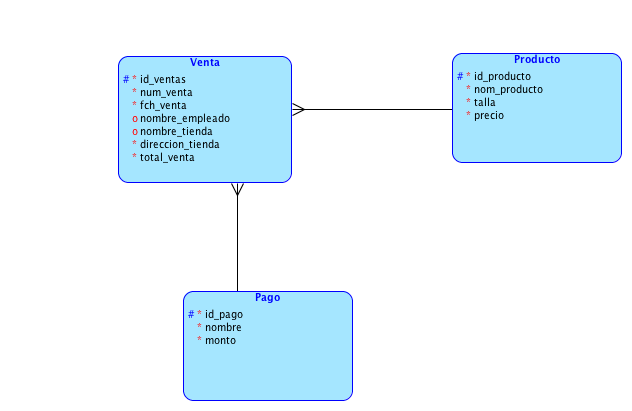 Venta
# * id_ventas
* num_venta
* fch_venta
o nombre_empleado
o nombre_tienda
* direccion_tienda
* total_venta
Producto
# * id_producto
* nom_producto
* talla
* precio
Pago
# * id_pago
* nombre
* monto